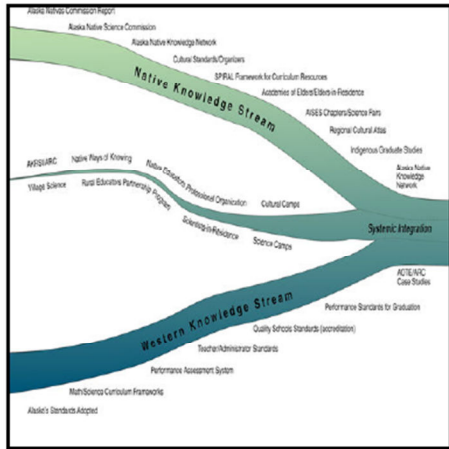 Alaska Natives Commission Report
Alaska Native Science Commission
Alaska Native Knowledge Network
Cultural Standards/Organizers
SPIRAL Framework for Curriculum Resources
Academies of Elders/Elders-in-Residence
AISES Chapters/Science Fairs
Regional Cultural Atlas
Indigenous Graduate Studies
Alaska Native
Knowledge
Network
Native Knowledge Stream
AKRSI/ARC
Native Ways of Knowing
Native Educators Professional Organization
Cultural Camps
Village Science
Rural Educators Partnership Program
Scientists-in-Residence
Science Camps
Systemic Integration
AOTE/ARC
Case Studies
Western Knowledge Stream
Performance Standards for Graduation
Quality Schools Standards (accreditation)
Teacher/Administrator Standards
Performance Assessment System
Math/Science Curriculum Frameworks
Alaska's Standards Adopted